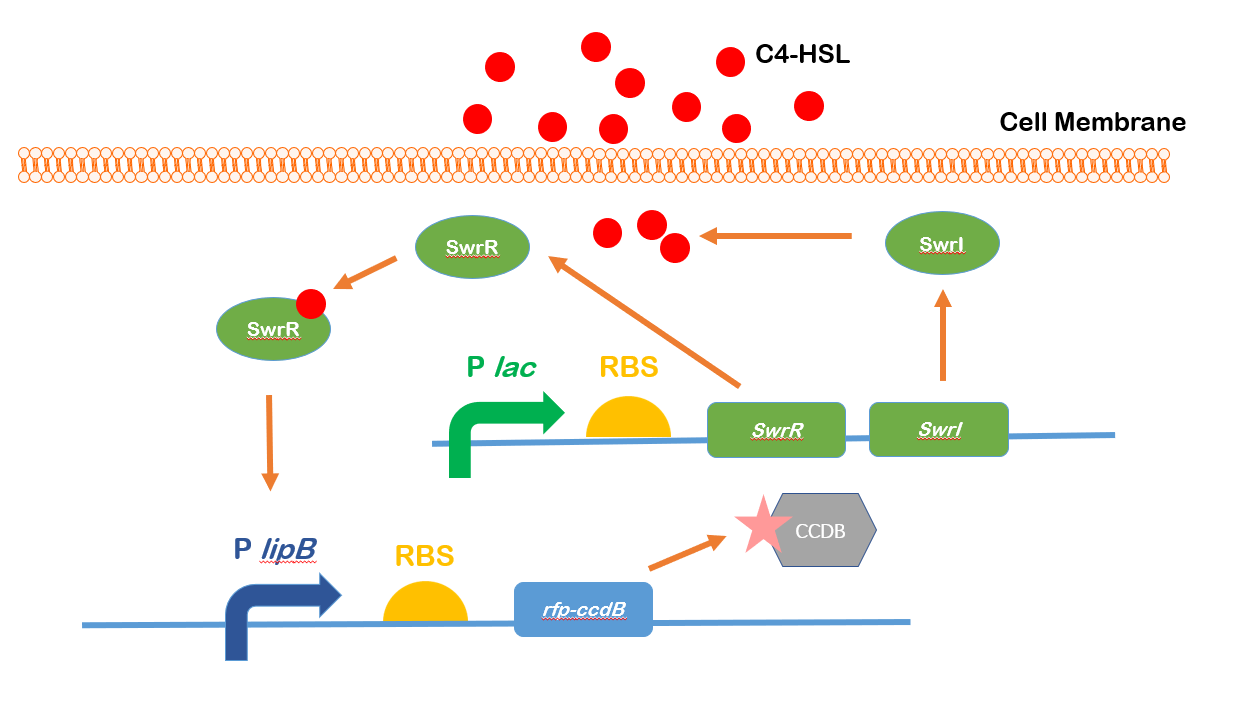 C4-HSL
Cell Membrane
SwrR
SwrI
SwrR
P lac
RBS
SwrR
SwrI
P lipB
RBS
CCDB
rfp-ccdB